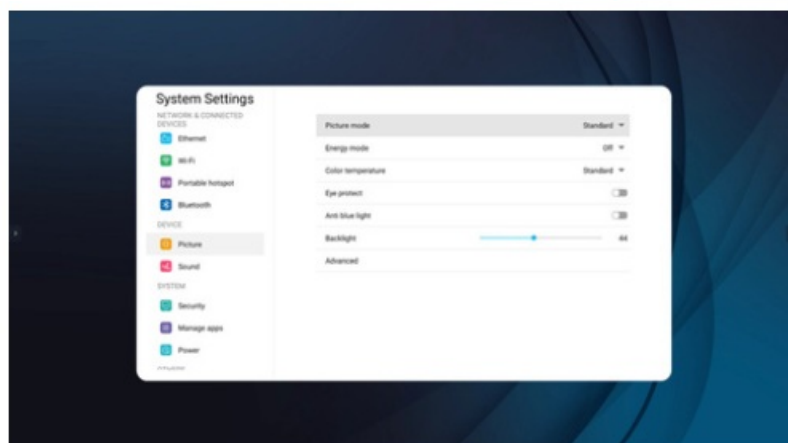 System Settings
NETWORK & CONNECTED
DEVICES
Ethernet
Wi-Fi
Portable hotspot
Bluetooth
DEVICE
Picture
Sound
SYSTEM
Security
Manage apps
Power
Picture mode Standard
Energy mode Off
Color temperature Standard
Eye protect
Anti blue light
Backlight 44
Advanced